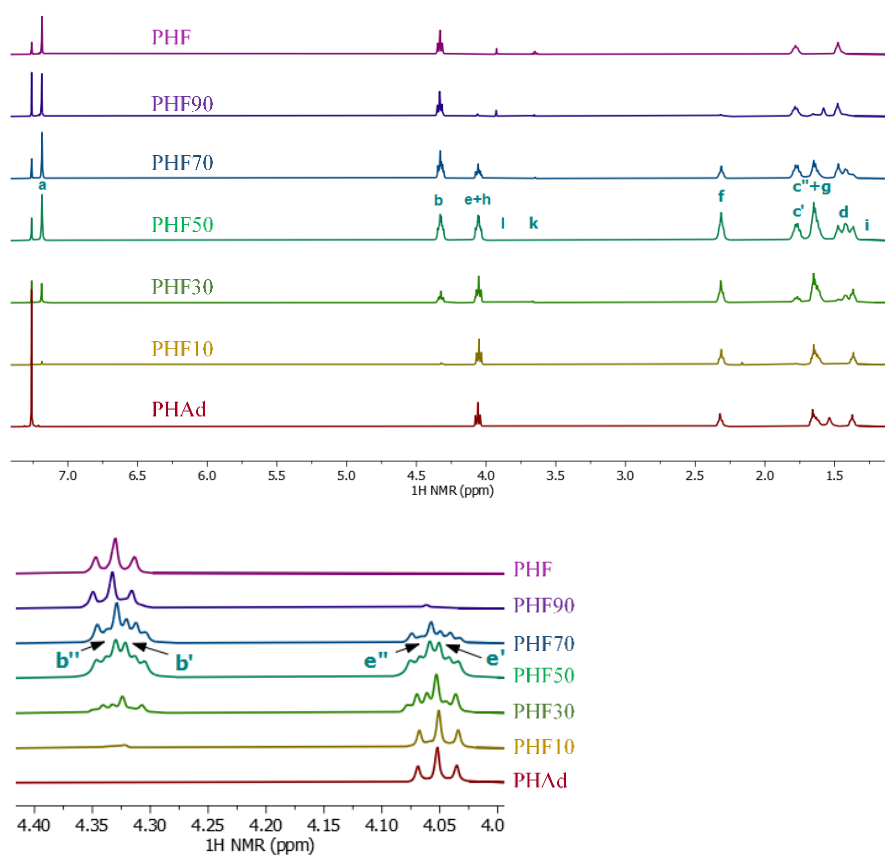 PHF
PHF90
PHF70
a b e+h l k f c''+g c' d i
PHF50
PHF30
PHF10
PHAd
7.0 6.5 6.0 5.5 5.0 4.5 4.0 3.5 3.0 2.5 2.0 1.5
1H NMR (ppm)
PHF
PHF90
PHF70
b'' b' e'' e'
PHF50
PHF30
PHF10
PHAd
4.40 4.35 4.30 4.25 4.20 4.15 4.10 4.05 4.0
1H NMR (ppm)